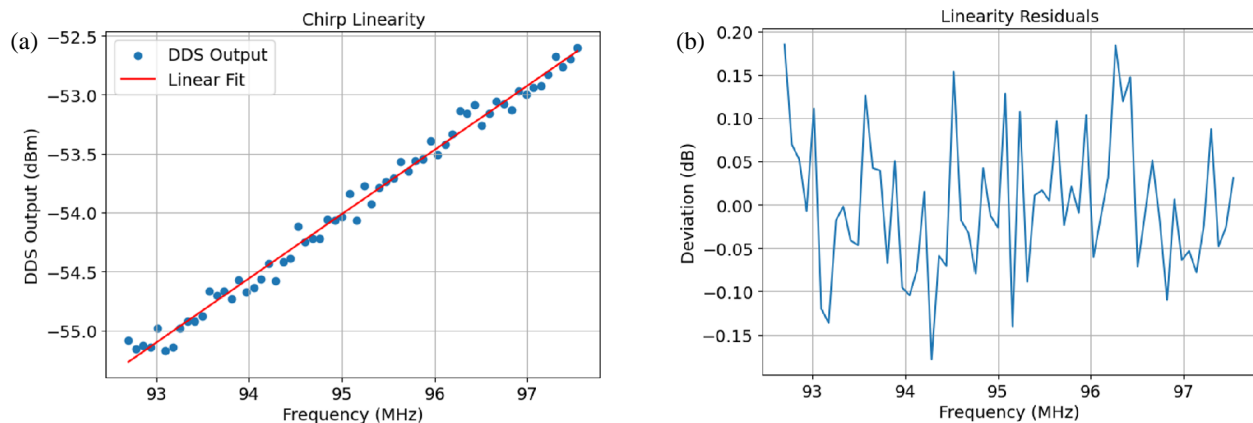 (a)
Chirp Linearity
DDS Output
Linear Fit
−52.5
−53.0
−53.5
−54.0
−54.5
−55.0
DDS Output (dBm)
93 94 95 96 97
Frequency (MHz)
(b)
Linearity Residuals
0.20
0.15
0.10
0.05
0.00
−0.05
−0.10
−0.15
Deviation (dB)
93 94 95 96 97
Frequency (MHz)